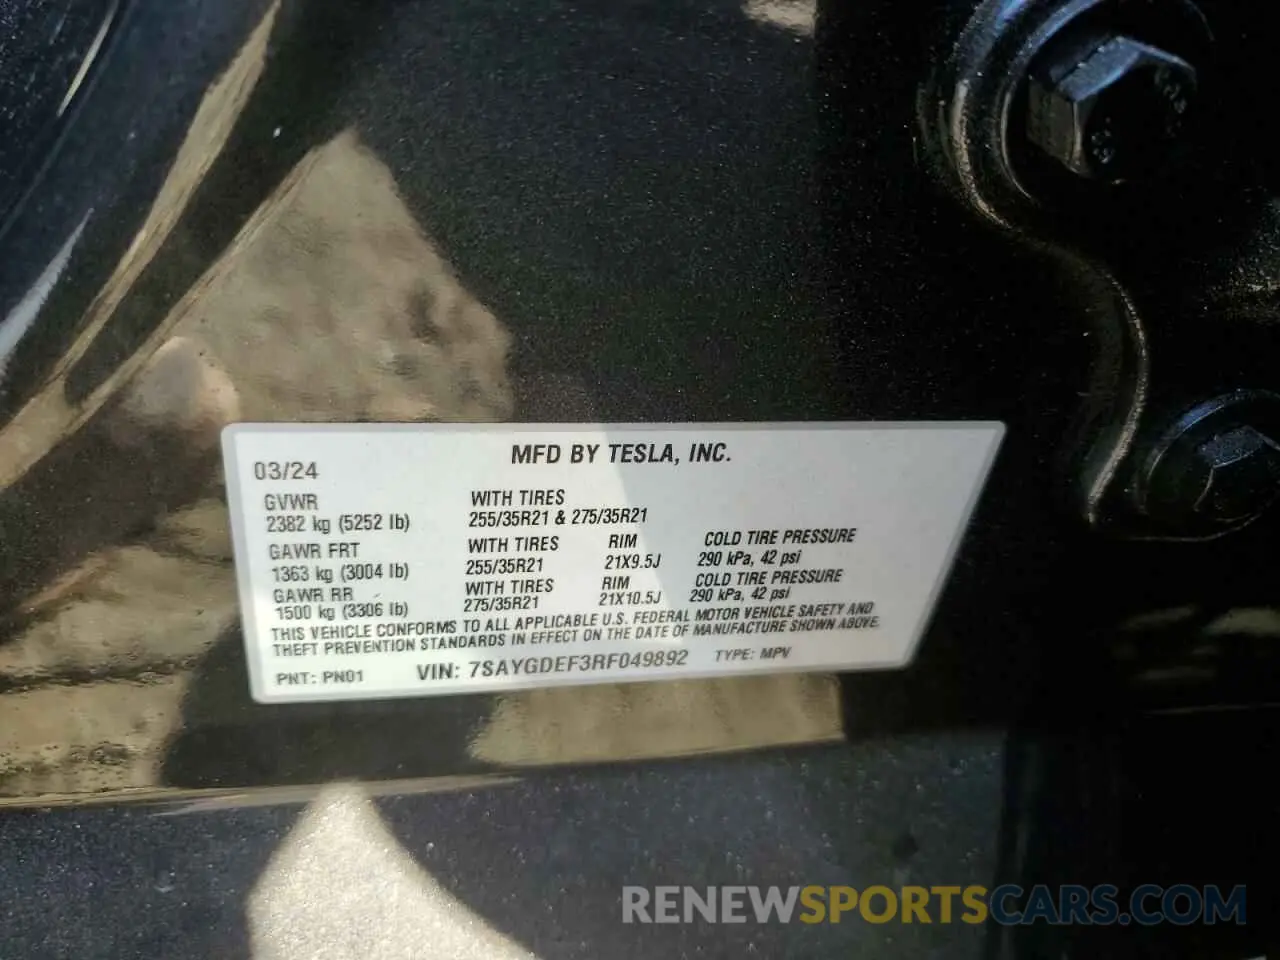 MFD BY TESLA, INC.
03/24
GVWR WITH TIRES
2382 kg (5252 lb) 255/35R21 & 275/35R21
GAWR FRT WITH TIRES RIM COLD TIRE PRESSURE
1363 kg (3004 lb) 255/35R21 21X9.5J 290 kPa, 42 psi
GAWR RR WITH TIRES RIM COLD TIRE PRESSURE
1500 kg (3306 lb) 275/35R21 21X10.5J 290 kPa, 42 psi
THIS VEHICLE CONFORMS TO ALL APPLICABLE U.S. FEDERAL MOTOR VEHICLE SAFETY AND
THEFT PREVENTION STANDARDS IN EFFECT ON THE DATE OF MANUFACTURE SHOWN ABOVE.
PNT: PN01 VIN: 7SAYGDEF3RF049892 TYPE: MPV
RENEWSPORTSCARS.COM